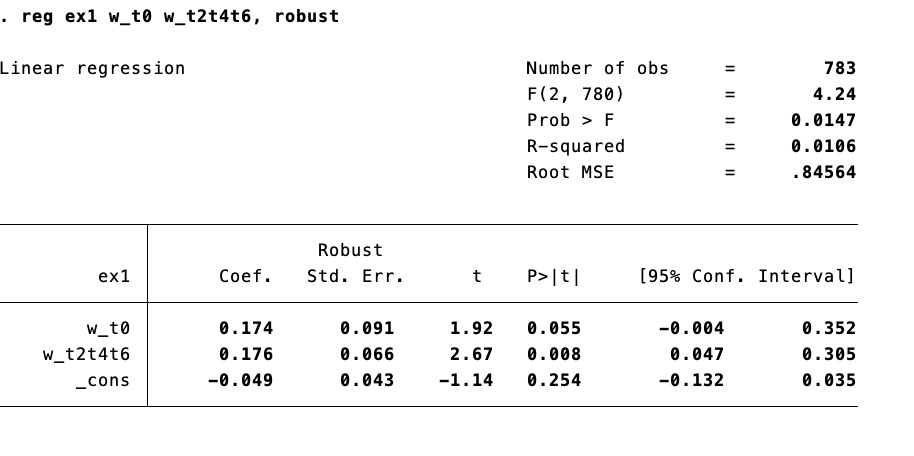 . reg ex1 w_t0 w_t2t4t6, robust
Linear regression Number of obs = 783
F(2, 780) = 4.24
Prob > F = 0.0147
R-squared = 0.0106
Root MSE = .84564
Robust
ex1 Coef. Std. Err. t P>|t| [95% Conf. Interval]
w_t0 0.174 0.091 1.92 0.055 -0.004 0.352
w_t2t4t6 0.176 0.066 2.67 0.008 0.047 0.305
_cons -0.049 0.043 -1.14 0.254 -0.132 0.035